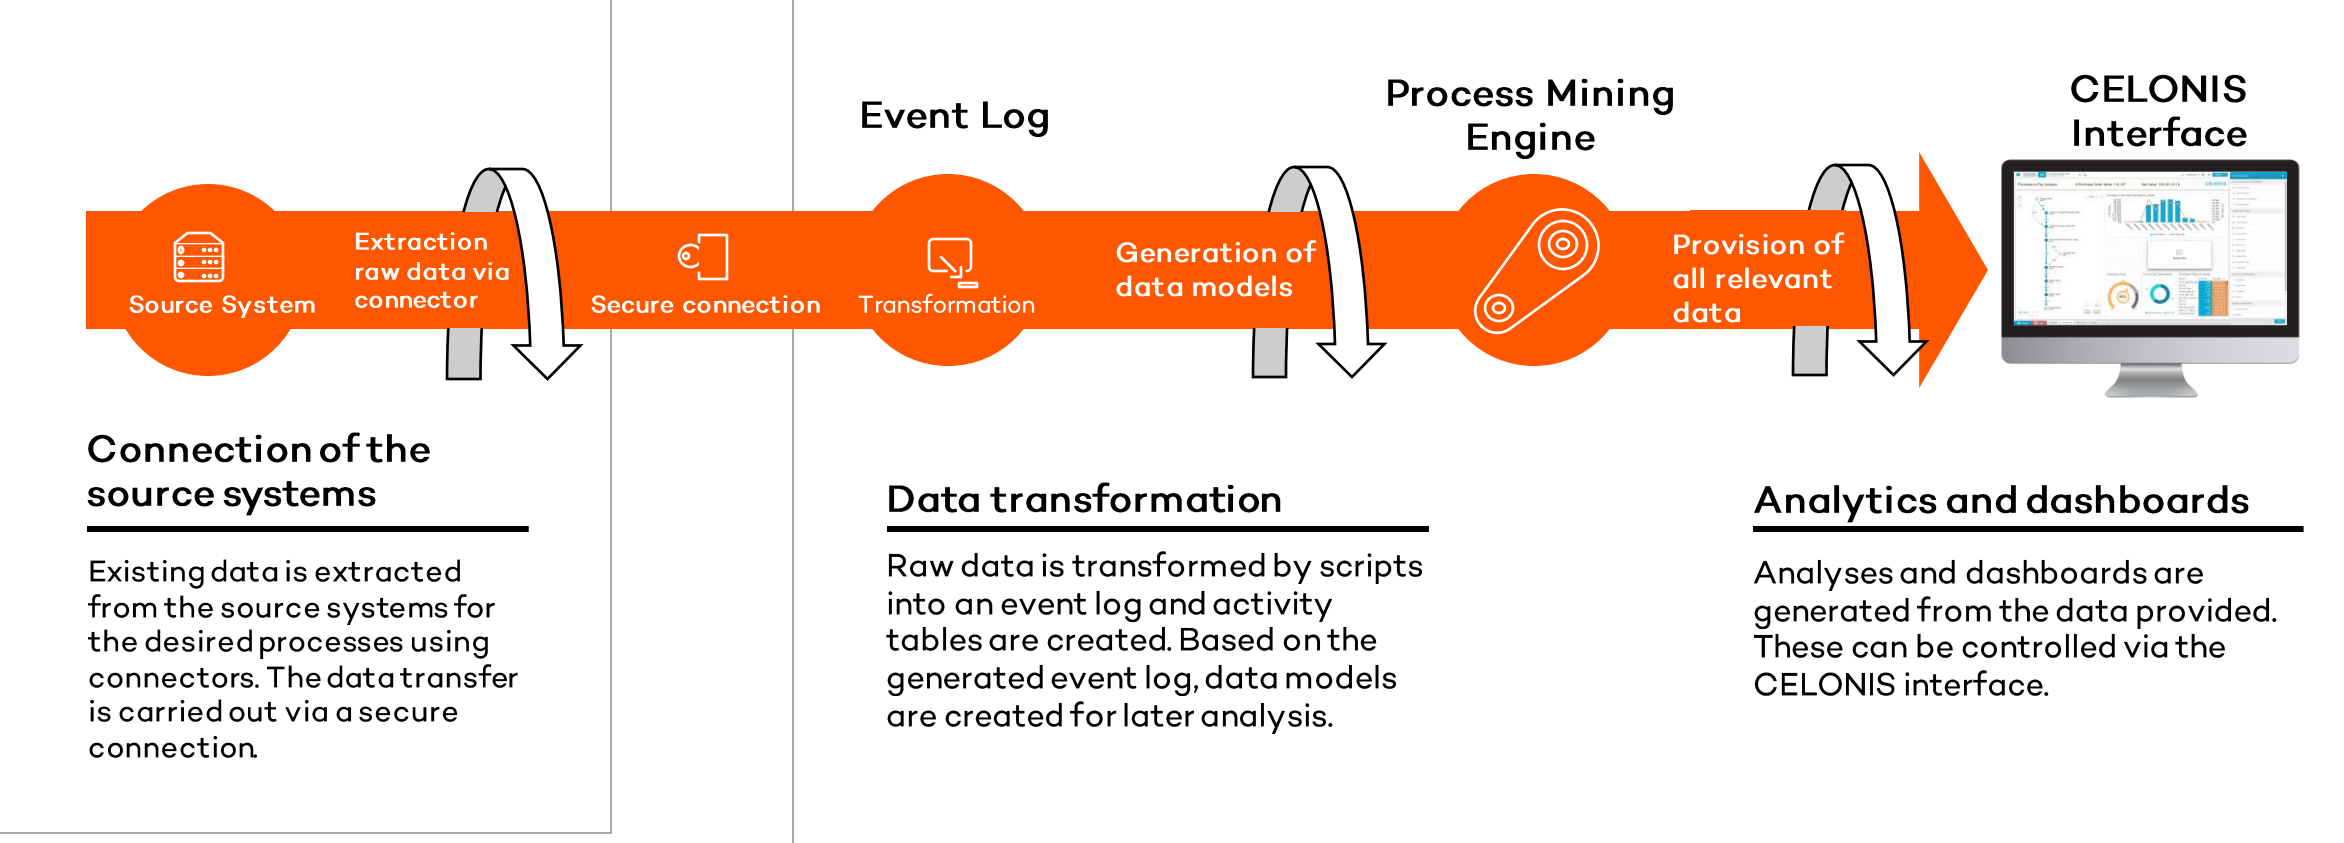 Event Log
Process Mining
Engine
CELONIS
Interface
Source System
Extraction
raw data via
connector
Secure connection
Transformation
Generation of
data models
Provision of
all relevant
data
Connection of the
source systems
Existing data is extracted
from the source systems for
the desired processes using
connectors. The data transfer
is carried out via a secure
connection.
Data transformation
Raw data is transformed by scripts
into an event log and activity
tables are created. Based on the
generated event log, data models
are created for later analysis.
Analytics and dashboards
Analyses and dashboards are
generated from the data provided.
These can be controlled via the
CELONIS interface.